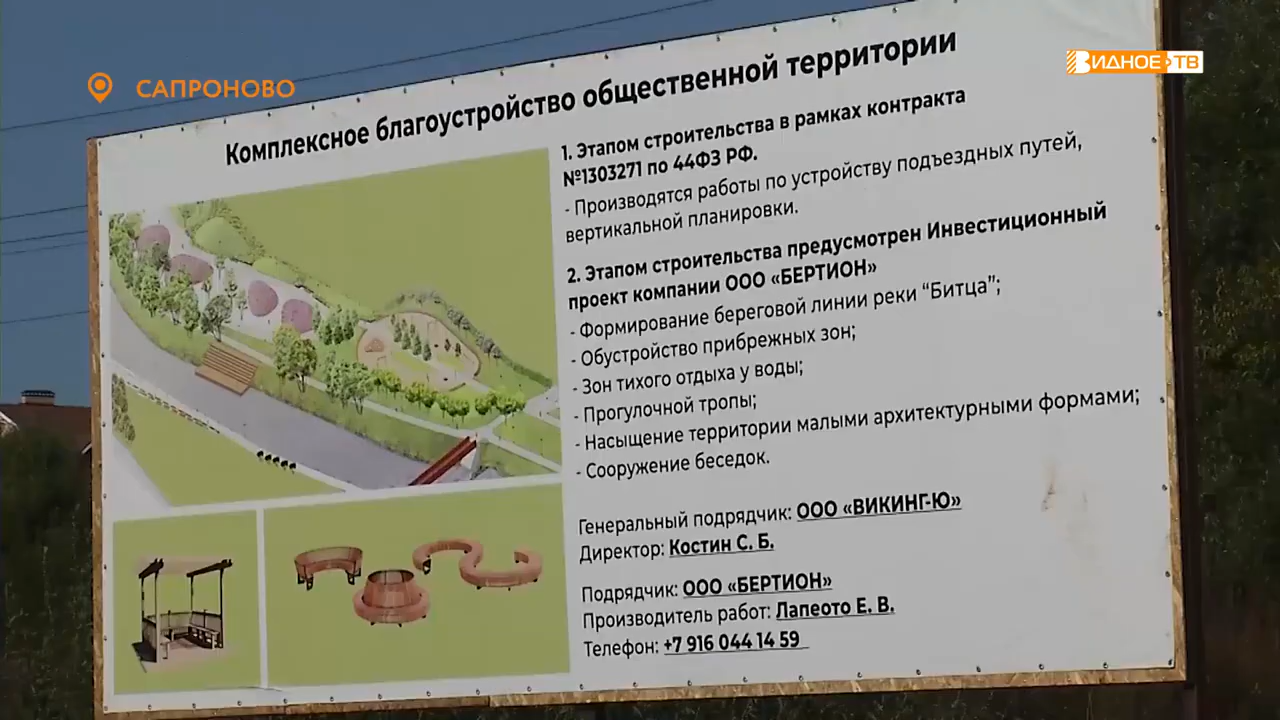 САПРОНОВО
ВИДНОЕ ТВ
Комплексное благоустройство общественной территории
1. Этапом строительства в рамках контракта
№1303271 по 44ФЗ РФ.
- Производятся работы по устройству подъездных путей,
вертикальной планировки.
2. Этапом строительства предусмотрен Инвестиционный
проект компании ООО «БЕРТИОН»
- Формирование береговой линии реки “Битца”;
- Обустройство прибрежных зон;
- Зон тихого отдыха у воды;
- Прогулочной тропы;
- Насыщение территории малыми архитектурными формами;
- Сооружение беседок.
Генеральный подрядчик: ООО «ВИКИНГ-Ю»
Директор: Костин С. Б.
Подрядчик: ООО «БЕРТИОН»
Производитель работ: Лапеото Е. В.
Телефон: +7 916 044 14 59